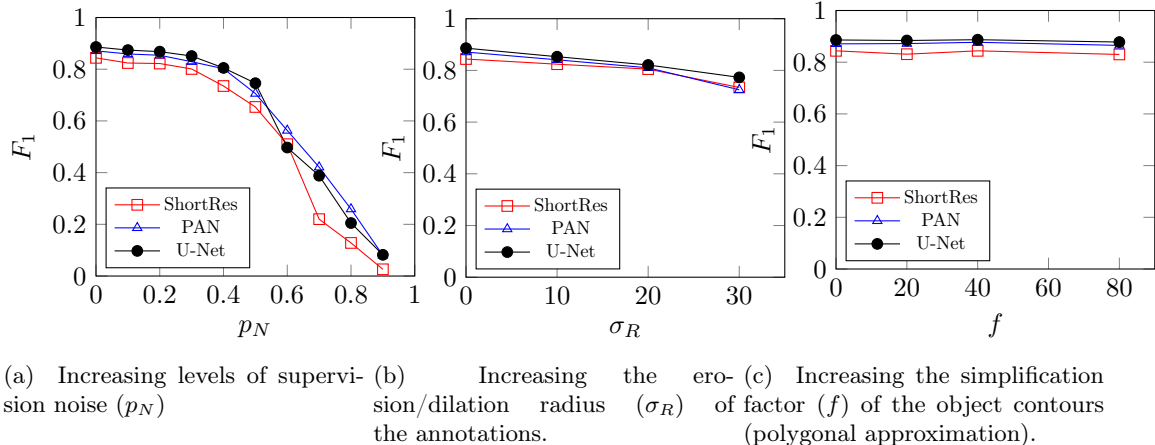 1
0.8
0.6
0.4
0.2
0
F1
0 0.2 0.4 0.6 0.8 1
pN
ShortRes
PAN
U-Net
1
0.8
0.6
0.4
0.2
0
F1
0 10 20 30
σR
ShortRes
PAN
U-Net
1
0.8
0.6
0.4
0.2
0
F1
0 20 40 60 80
f
ShortRes
PAN
U-Net
(a) Increasing levels of supervi-
sion noise (pN)
(b) Increasing the ero-
sion/dilation radius (σR) of
the annotations.
(c) Increasing the simplification
factor (f) of the object contours
(polygonal approximation).